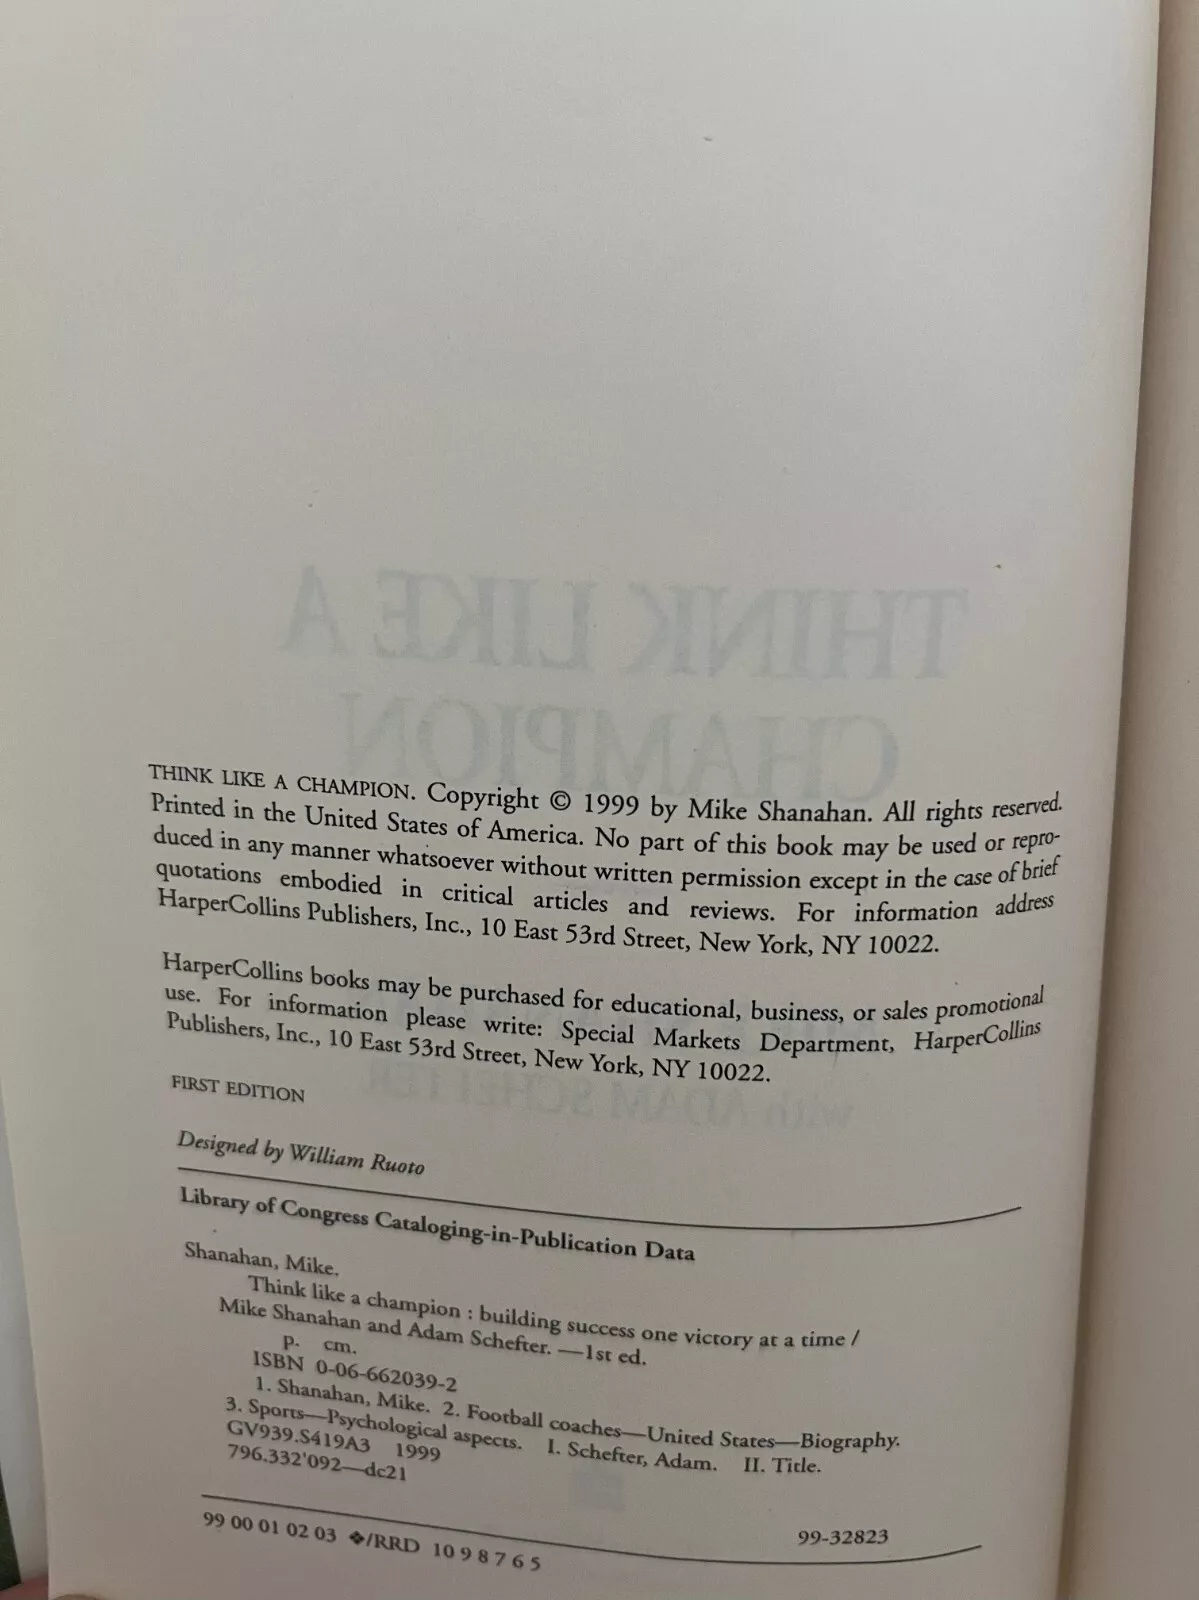 THINK LIKE A
CHAMPION
THINK LIKE A CHAMPION. Copyright © 1999 by Mike Shanahan. All rights reserved.
Printed in the United States of America. No part of this book may be used or repro-
duced in any manner whatsoever without written permission except in the case of brief
quotations embodied in critical articles and reviews. For information address
HarperCollins Publishers, Inc., 10 East 53rd Street, New York, NY 10022.
HarperCollins books may be purchased for educational, business, or sales promotional
use. For information please write: Special Markets Department, HarperCollins
Publishers, Inc., 10 East 53rd Street, New York, NY 10022.
with ADAM SCHEFTER
FIRST EDITION
Designed by William Ruoto
Library of Congress Cataloging-in-Publication Data
Shanahan, Mike.
Think like a champion : building success one victory at a time /
Mike Shanahan and Adam Schefter. —1st ed.
p. cm.
ISBN 0-06-662039-2
1. Shanahan, Mike. 2. Football coaches—United States—Biography.
3. Sports—Psychological aspects. I. Schefter, Adam. II. Title.
GV939.S419A3 1999
796.332'092—dc21
99-32823
99 00 01 02 03 ❖/RRD 10 9 8 7 6 5